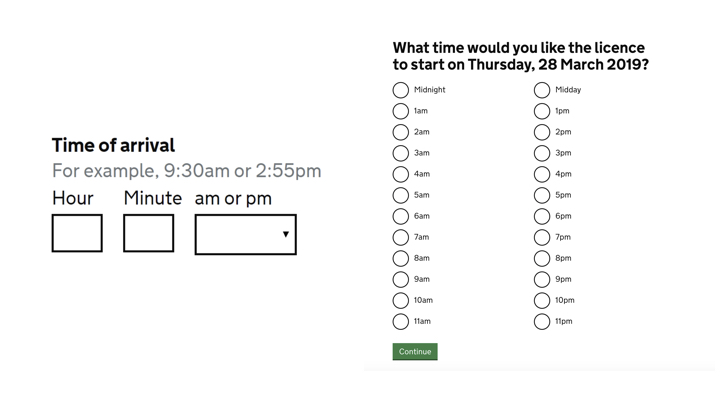 Time of arrival
For example, 9:30am or 2:55pm
Hour Minute am or pm
What time would you like the licence
to start on Thursday, 28 March 2019?
Midnight Midday
1am 1pm
2am 2pm
3am 3pm
4am 4pm
5am 5pm
6am 6pm
7am 7pm
8am 8pm
9am 9pm
10am 10pm
11am 11pm
Continue